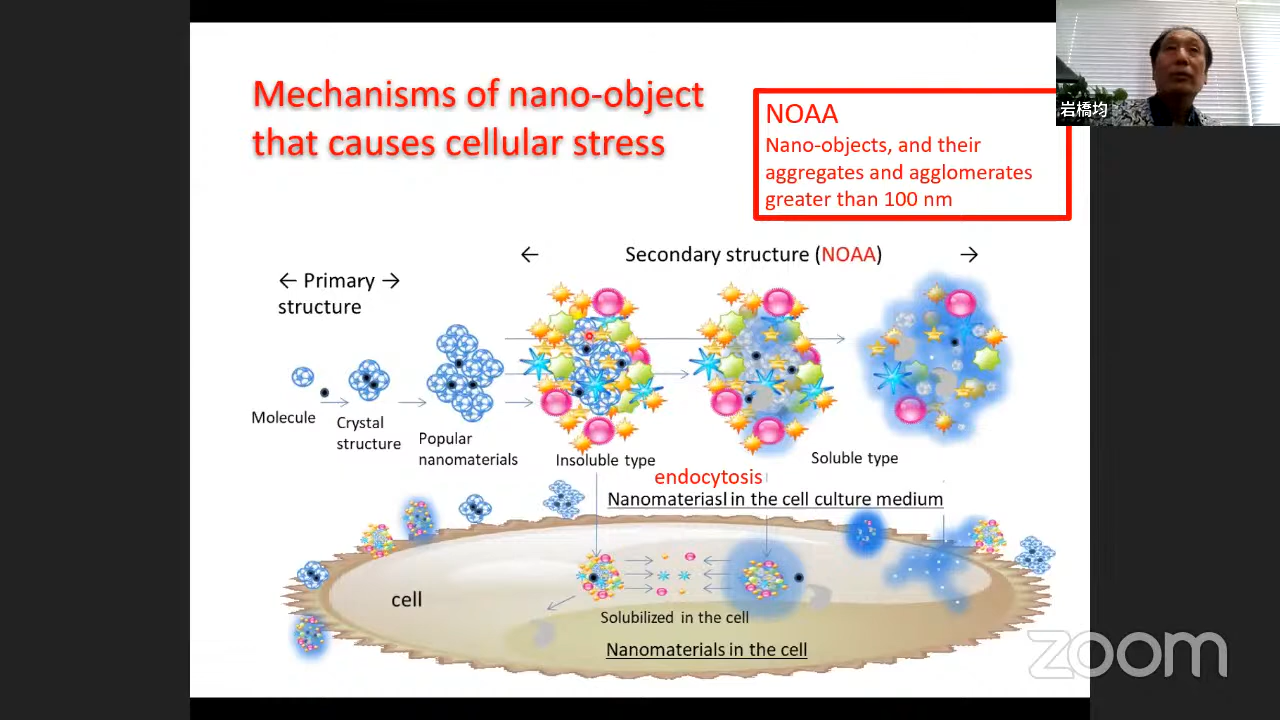 Mechanisms of nano-object
that causes cellular stress
NOAA
Nano-objects, and their
aggregates and agglomerates
greater than 100 nm
岩橋均
← Primary →
structure
← Secondary structure (NOAA) →
Molecule
Crystal
structure
Popular
nanomaterials
Insoluble type
Soluble type
endocytosis
Nanomateriasl in the cell culture medium
cell
Solubilized in the cell
Nanomaterials in the cell
zoom